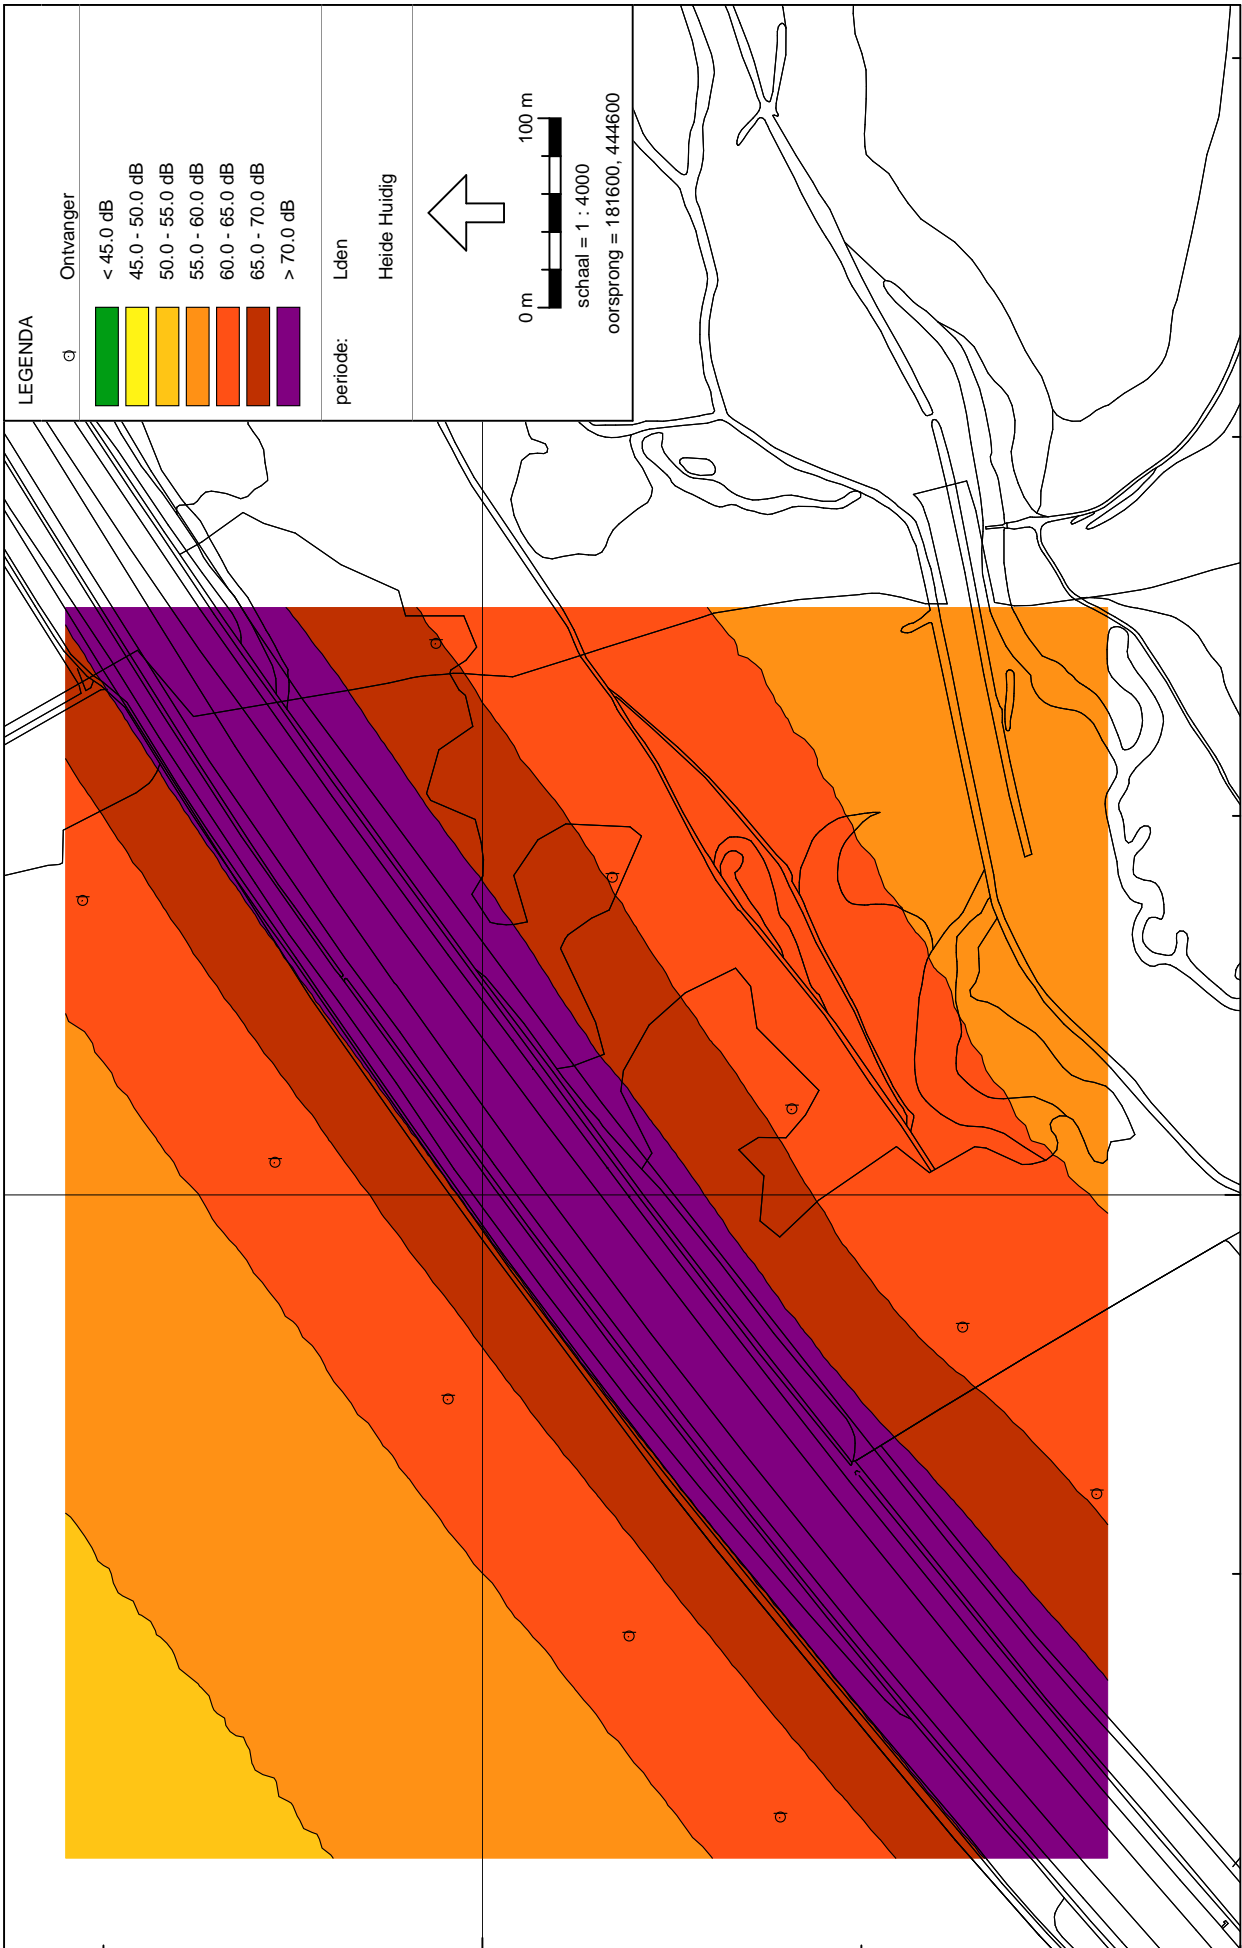 LEGENDA
Ontvanger
< 45.0 dB
45.0 - 50.0 dB
50.0 - 55.0 dB
55.0 - 60.0 dB
60.0 - 65.0 dB
65.0 - 70.0 dB
> 70.0 dB
periode: Lden
Heide Huidig
0 m 100 m
schaal = 1 : 4000
oorsprong = 181600, 444600